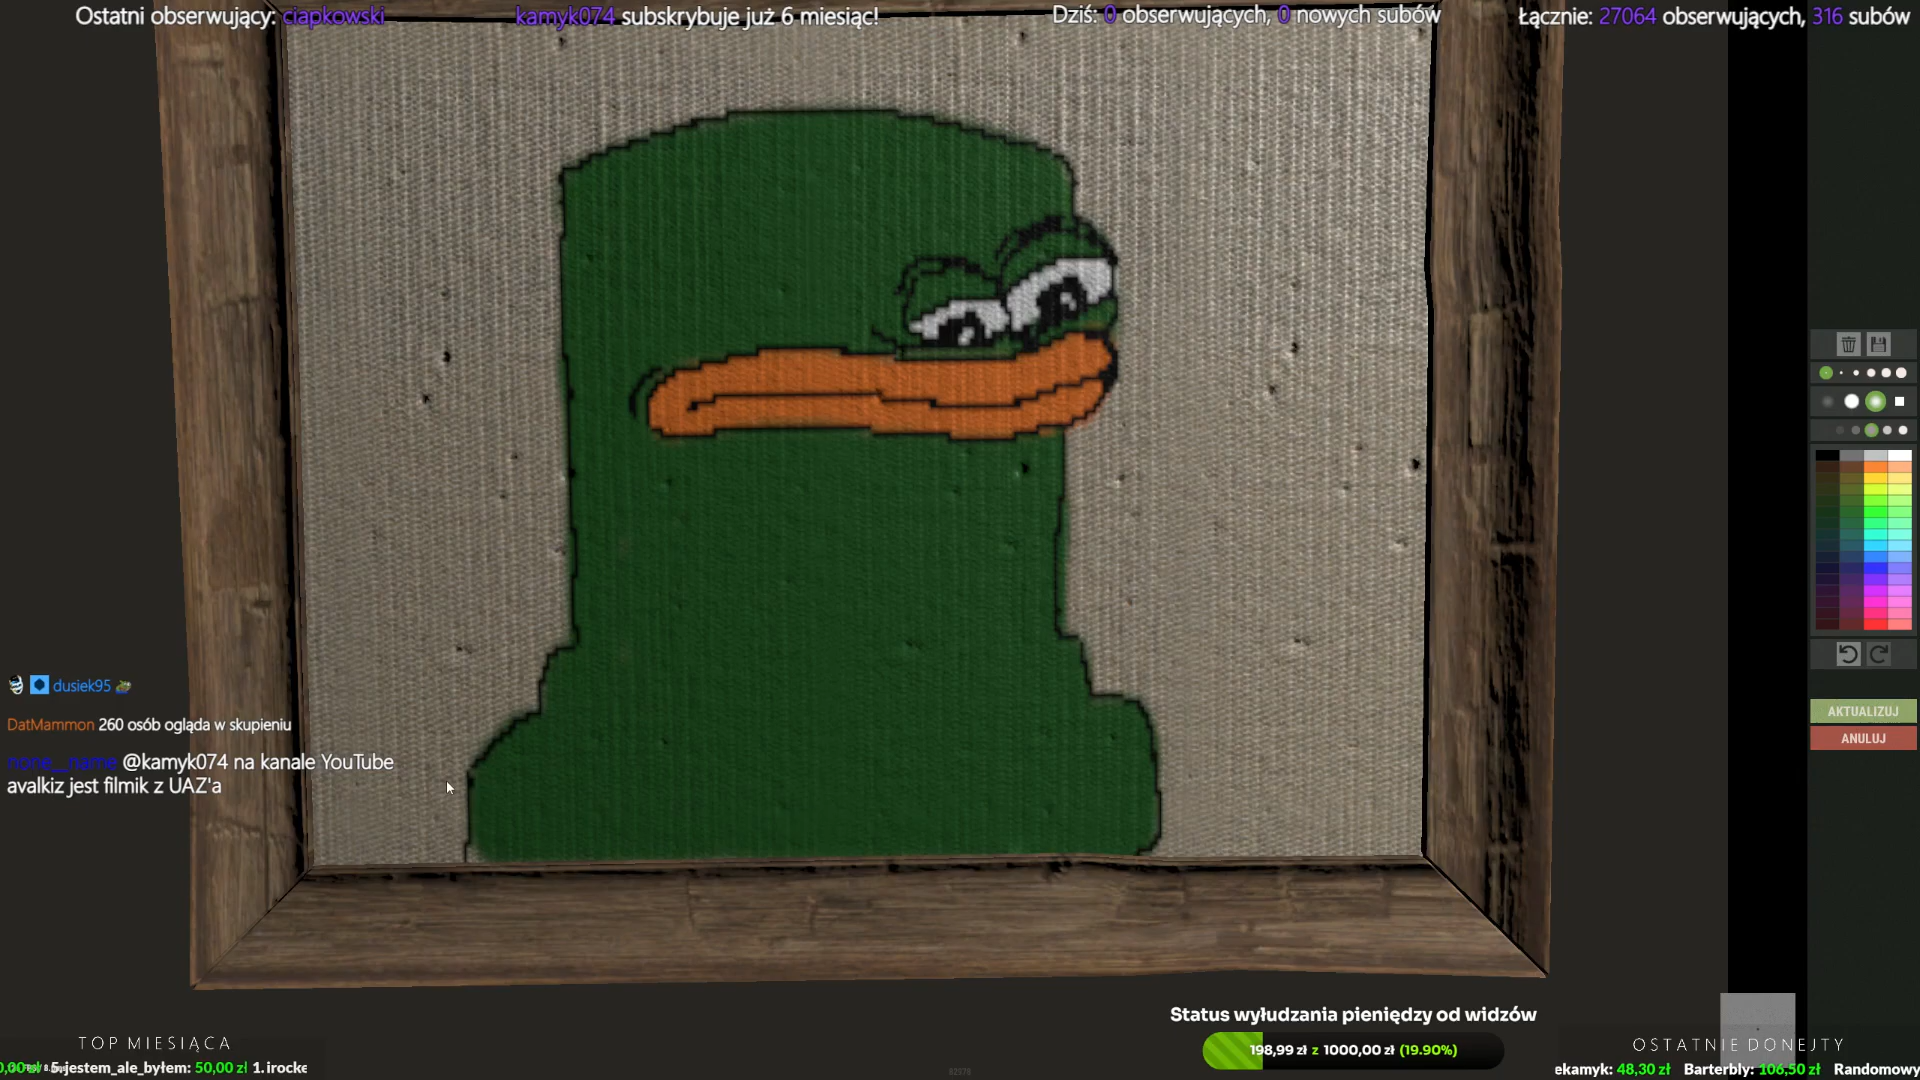 Ostatni obserwujący: ciapkowski
kamyk074 subskrybuje już 6 miesiąc!
Dziś: 0 obserwujących, 0 nowych subów
Łącznie: 27064 obserwujących, 316 subów
dusiek95
DatMammon 260 osób ogląda w skupieniu
none__name @kamyk074 na kanale YouTube
avalkiz jest filmik z UAZ'a
AKTUALIZUJ
ANULUJ
Status wyłudzania pieniędzy od widzów
198,99 zł z 1000,00 zł (19.90%)
TOP MIESIĄCA
5.jestem_ale_byłem: 50,00 zł 1. irocke
OSTATNIE DONEJTY
ekamyk: 48,30 zł Barterbly: 106,50 zł Randomowy
82978